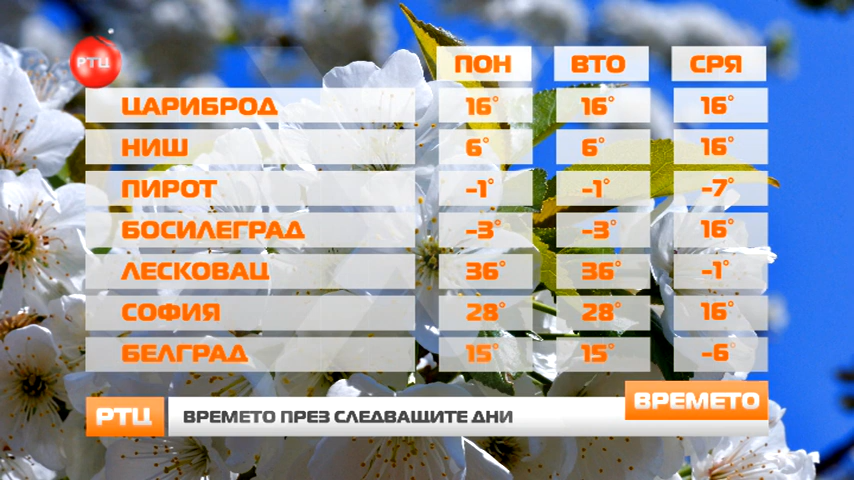 РТЦ
ПОН ВТО СРЯ
ЦАРИБРОД 16° 16° 16°
НИШ 6° 6° 16°
ПИРОТ -1° -1° -7°
БОСИЛЕГРАД -3° -3° 16°
ЛЕСКОВАЦ 36° 36° -1°
СОФИЯ 28° 28° 16°
БЕЛГРАД 15° 15° -6°
ВРЕМЕТО
РТЦ ВРЕМЕТО ПРЕЗ СЛЕДВАЩИТЕ ДНИ